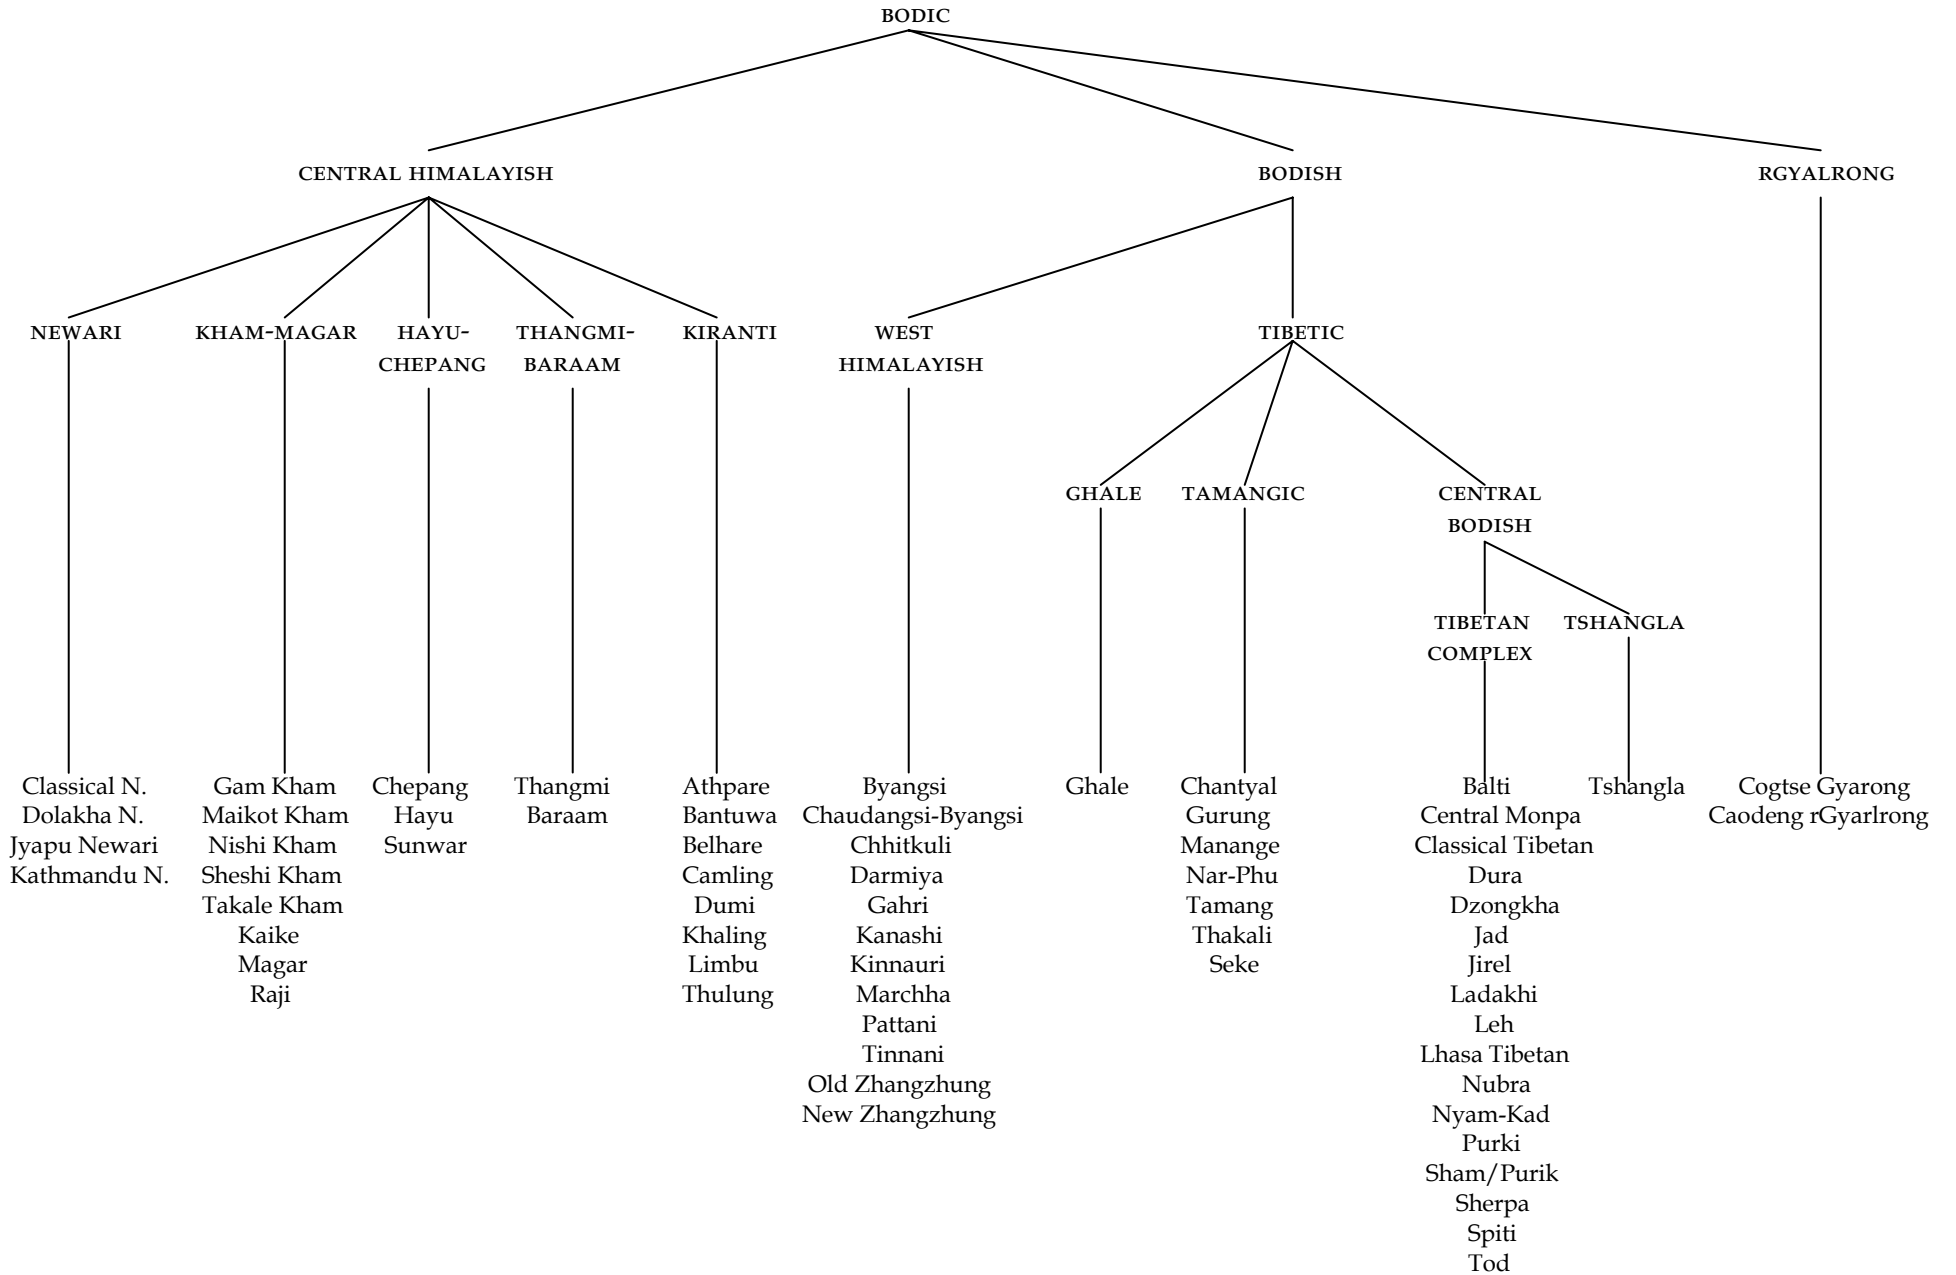 BODIC
CENTRAL HIMALAYISH
BODISH
RGYALRONG
NEWARI
KHAM-MAGAR
HAYU-
CHEPANG
THANGMI-
BARAAM
KIRANTI
WEST
HIMALAYISH
TIBETIC
GHALE
TAMANGIC
CENTRAL
BODISH
TIBETAN
COMPLEX
TSHANGLA
Classical N.
Dolakha N.
Jyapu Newari
Kathmandu N.
Gam Kham
Maikot Kham
Nishi Kham
Sheshi Kham
Takale Kham
Kaike
Magar
Raji
Chepang
Hayu
Sunwar
Thangmi
Baraam
Athpare
Bantuwa
Belhare
Camling
Dumi
Khaling
Limbu
Thulung
Byangsi
Chaudangsi-Byangsi
Chhitkuli
Darmiya
Gahri
Kanashi
Kinnauri
Marchha
Pattani
Tinnani
Old Zhangzhung
New Zhangzhung
Ghale
Chantyal
Gurung
Manange
Nar-Phu
Tamang
Thakali
Seke
Balti
Central Monpa
Classical Tibetan
Dura
Dzongkha
Jad
Jirel
Ladakhi
Leh
Lhasa Tibetan
Nubra
Nyam-Kad
Purki
Sham/Purik
Sherpa
Spiti
Tod
Tshangla
Cogtse Gyarong
Caodeng rGyarlrong